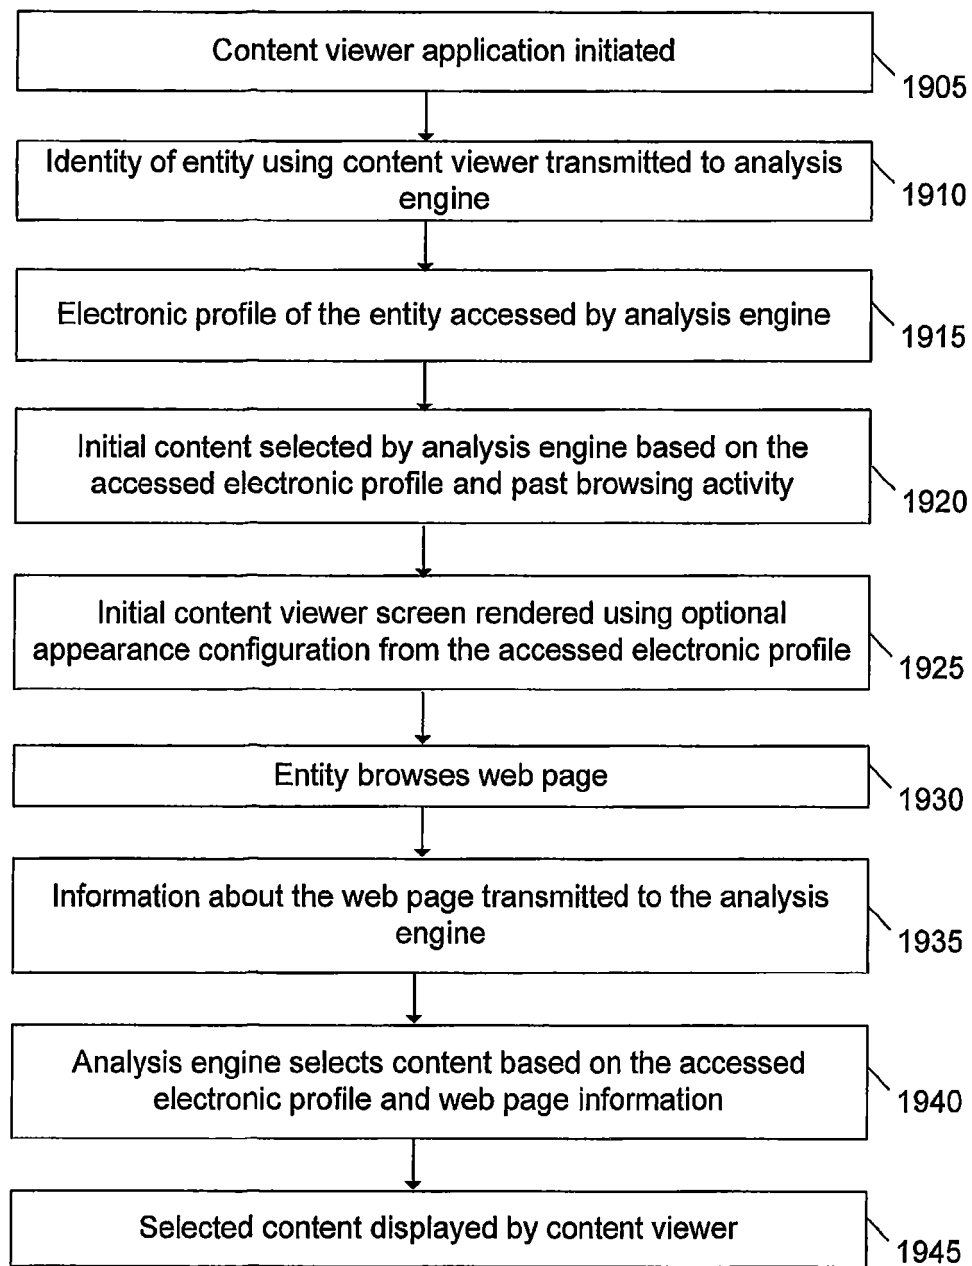 Content viewer application initiated
1905
Identity of entity using content viewer transmitted to analysis
engine
1910
Electronic profile of the entity accessed by analysis engine
1915
Initial content selected by analysis engine based on the
accessed electronic profile and past browsing activity
1920
Initial content viewer screen rendered using optional
appearance configuration from the accessed electronic profile
1925
Entity browses web page
1930
Information about the web page transmitted to the analysis
engine
1935
Analysis engine selects content based on the accessed
electronic profile and web page information
1940
Selected content displayed by content viewer
1945